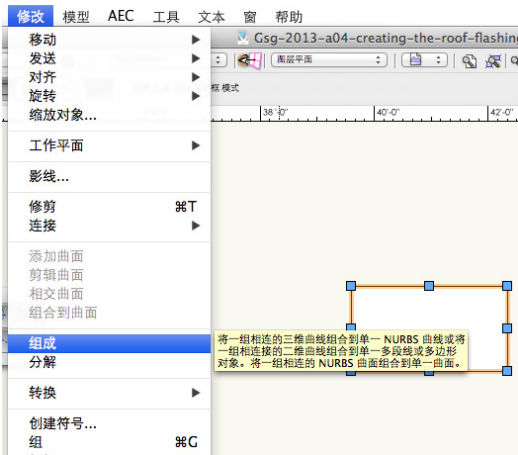 修改 模型 AEC 工具 文本 窗 帮助
移动
Gsg-2013-a04-creating-the-roof-flashing
发送
图层平面
对齐
旋转
框 模式
缩放对象...
38'-0" 40'-0" 42'-0"
工作平面
影线...
修剪 ⌘T
连接
添加曲面
剪辑曲面
相交曲面
组合到曲面
组成
将一组相连的三维曲线组合到单一 NURBS 曲线或将
一组相连接的二维曲线组合到单一多段线或多边形
对象。将一组相连的 NURBS 曲面组合到单一曲面。
分解
转换
创建符号...
组 ⌘G